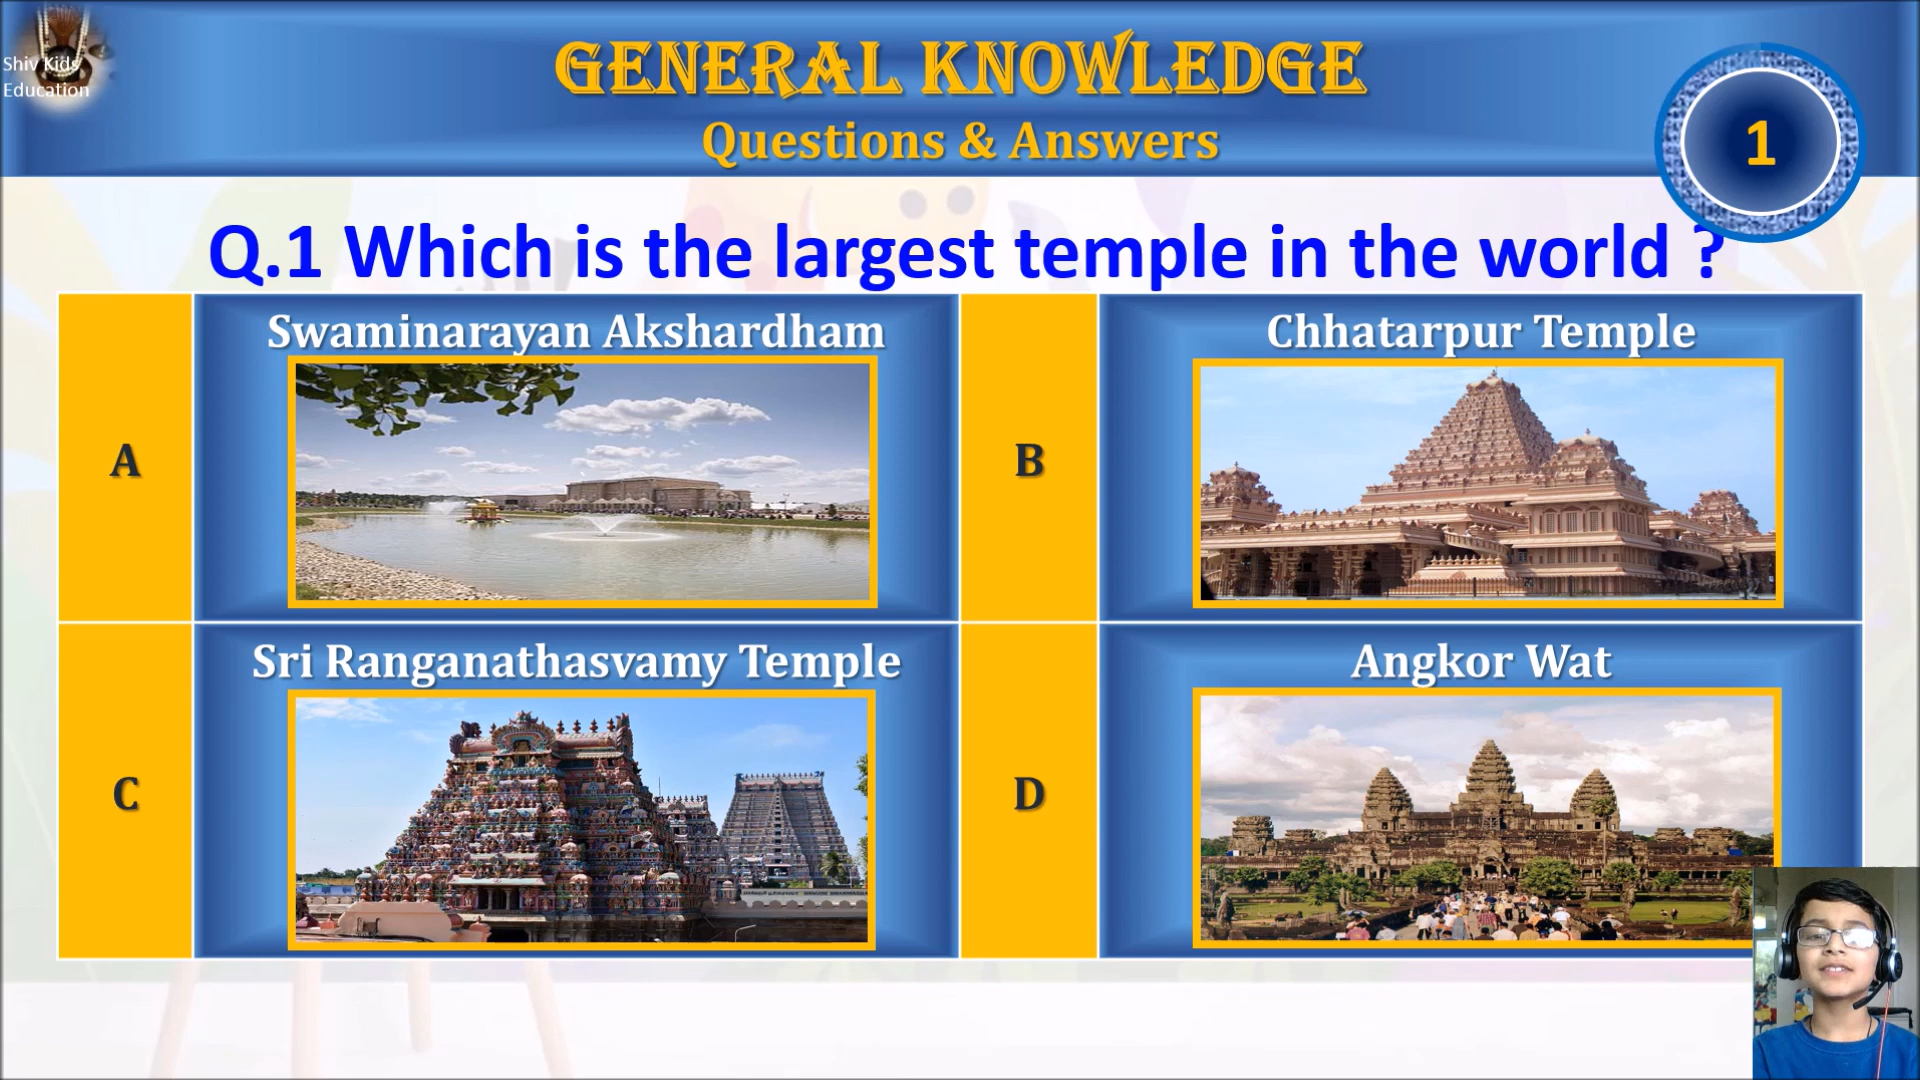 Shiv Kids
Education
GENERAL KNOWLEDGE
Questions & Answers
1
Q.1 Which is the largest temple in the world ?
A
Swaminarayan Akshardham
B
Chhatarpur Temple
C
Sri Ranganathasvamy Temple
D
Angkor Wat